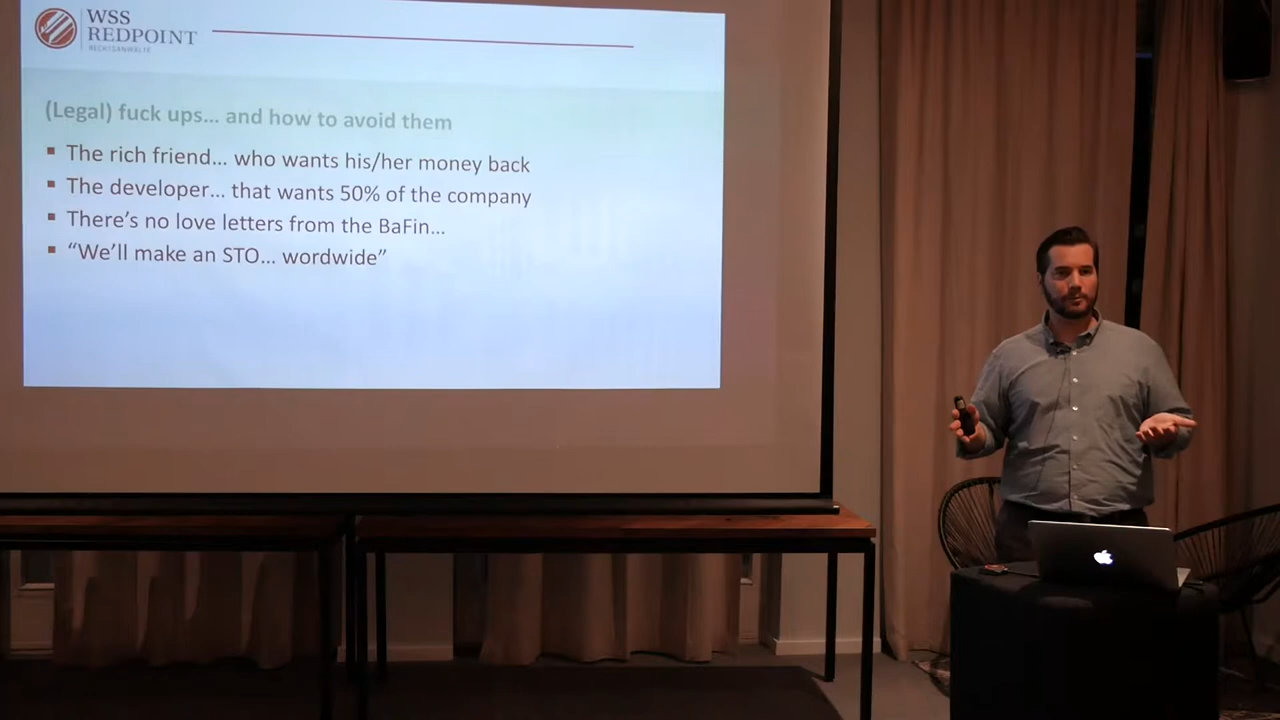 WSS
REDPOINT
RECHTSANWÄLTE
(Legal) fuck ups... and how to avoid them
The rich friend... who wants his/her money back
The developer... that wants 50% of the company
There's no love letters from the BaFin...
“We'll make an STO... wordwide”